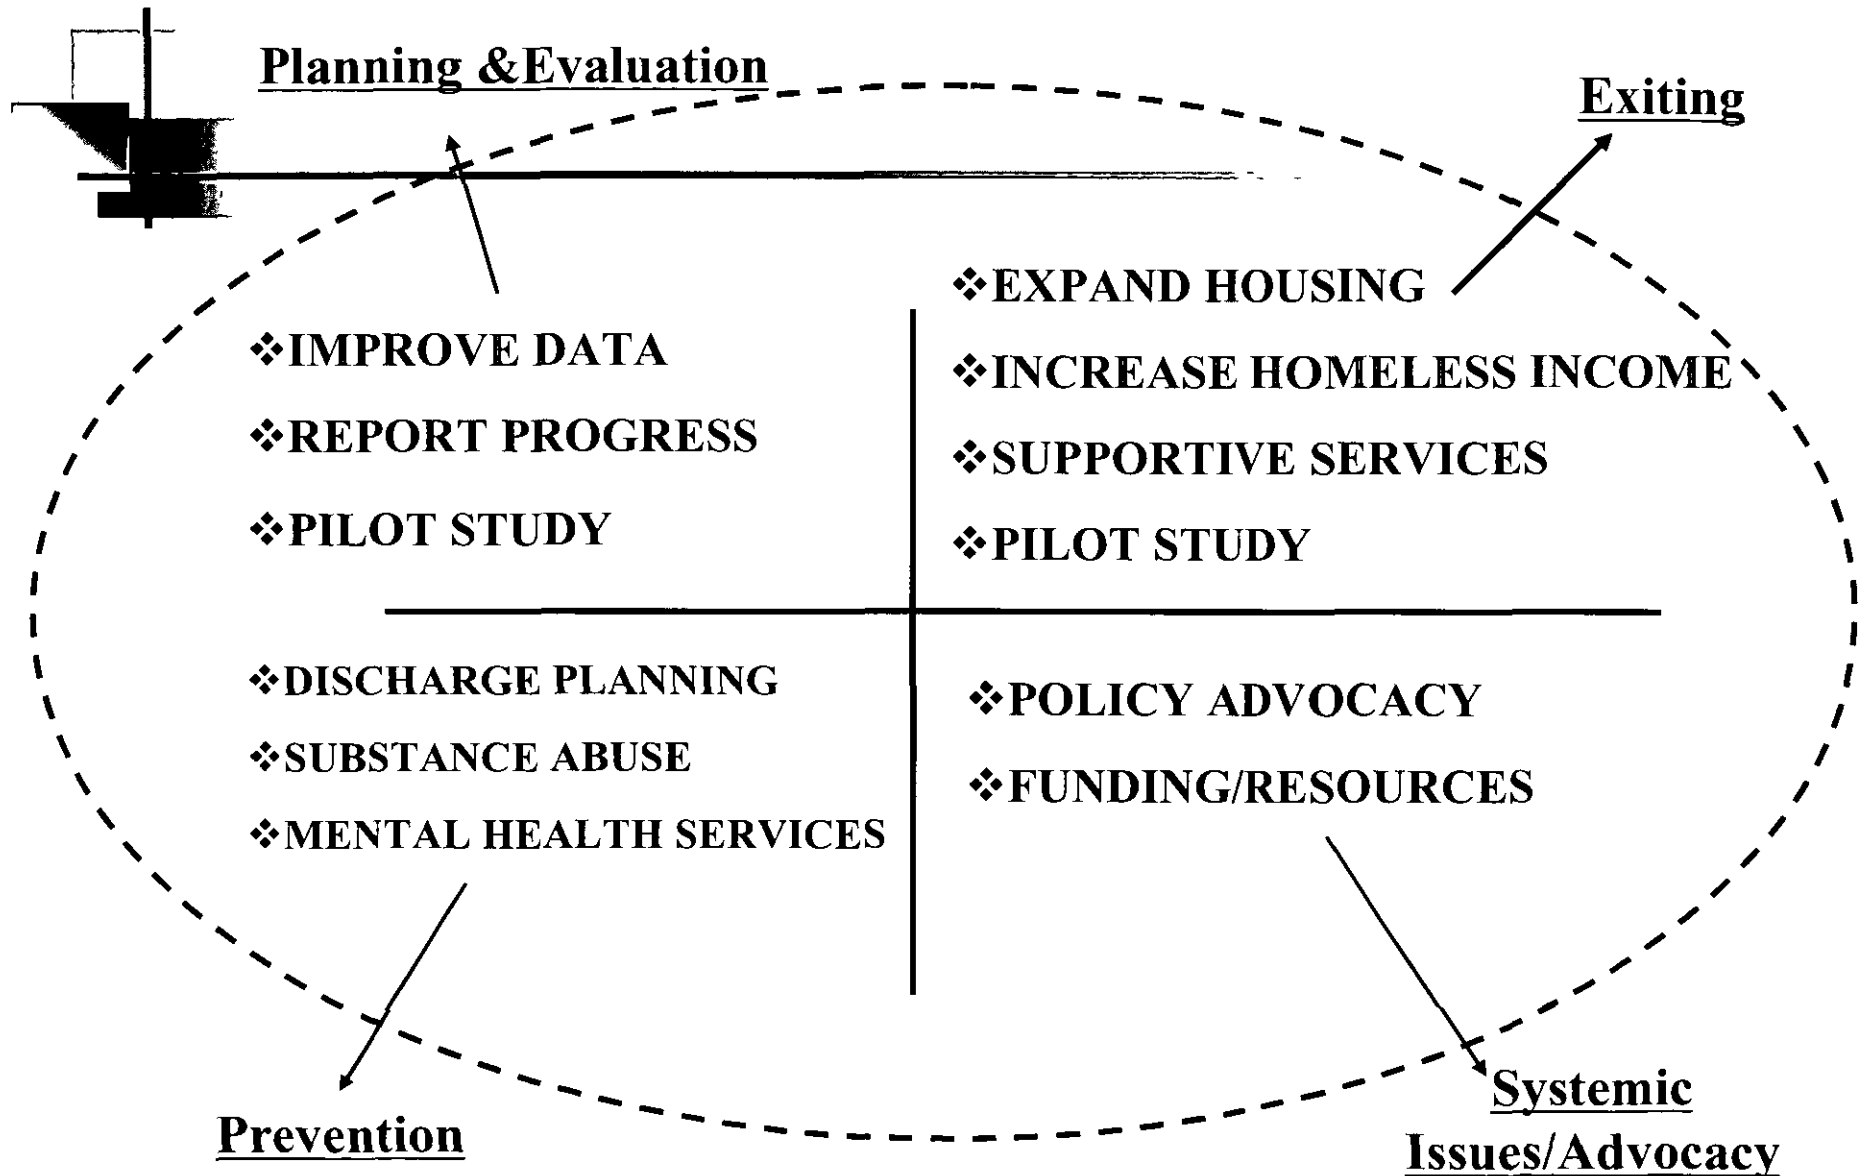 Planning &Evaluation
Exiting
❖IMPROVE DATA
❖REPORT PROGRESS
❖PILOT STUDY
❖EXPAND HOUSING
❖INCREASE HOMELESS INCOME
❖SUPPORTIVE SERVICES
❖PILOT STUDY
❖DISCHARGE PLANNING
❖SUBSTANCE ABUSE
❖MENTAL HEALTH SERVICES
❖POLICY ADVOCACY
❖FUNDING/RESOURCES
Prevention
Systemic
Issues/Advocacy